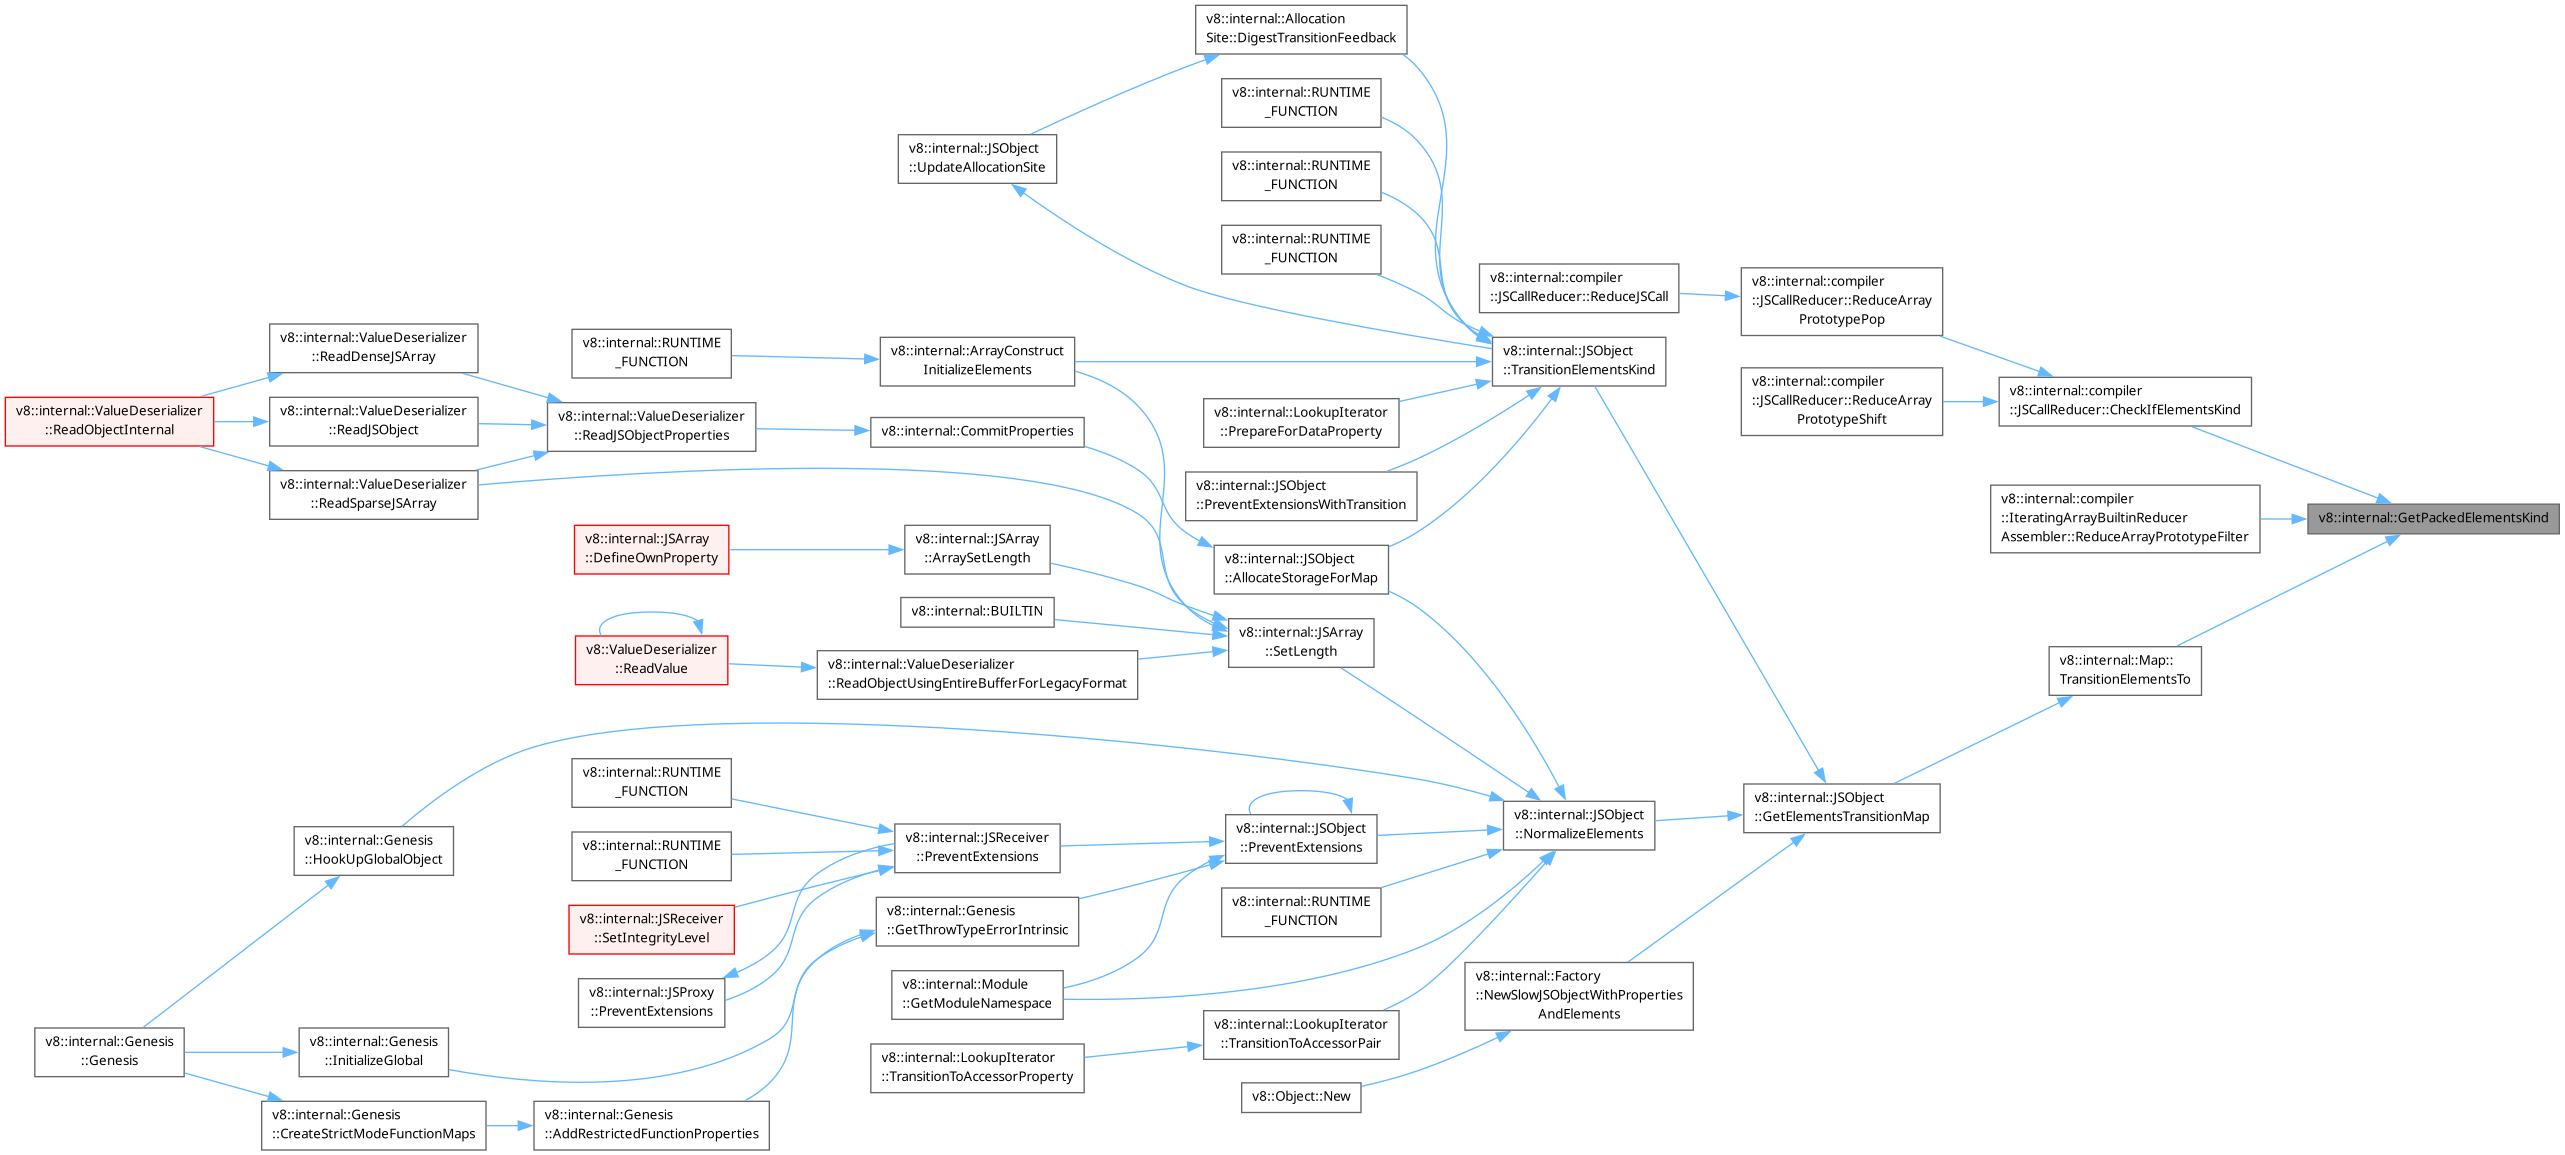 v8::internal::Allocation
Site::DigestTransitionFeedback
v8::internal::RUNTIME
_FUNCTION
v8::internal::JSObject
::UpdateAllocationSite
v8::internal::RUNTIME
_FUNCTION
v8::internal::RUNTIME
_FUNCTION
v8::internal::compiler
::JSCallReducer::ReduceJSCall
v8::internal::compiler
::JSCallReducer::ReduceArray
PrototypePop
v8::internal::ValueDeserializer
::ReadDenseJSArray
v8::internal::RUNTIME
_FUNCTION
v8::internal::ArrayConstruct
InitializeElements
v8::internal::JSObject
::TransitionElementsKind
v8::internal::compiler
::JSCallReducer::ReduceArray
PrototypeShift
v8::internal::compiler
::JSCallReducer::CheckIfElementsKind
v8::internal::ValueDeserializer
::ReadObjectInternal
v8::internal::ValueDeserializer
::ReadJSObject
v8::internal::ValueDeserializer
::ReadJSObjectProperties
v8::internal::CommitProperties
v8::internal::LookupIterator
::PrepareForDataProperty
v8::internal::ValueDeserializer
::ReadSparseJSArray
v8::internal::JSObject
::PreventExtensionsWithTransition
v8::internal::compiler
::IteratingArrayBuiltinReducer
Assembler::ReduceArrayPrototypeFilter
v8::internal::GetPackedElementsKind
v8::internal::JSArray
::DefineOwnProperty
v8::internal::JSArray
::ArraySetLength
v8::internal::JSObject
::AllocateStorageForMap
v8::internal::BUILTIN
v8::internal::JSArray
::SetLength
v8::ValueDeserializer
::ReadValue
v8::internal::ValueDeserializer
::ReadObjectUsingEntireBufferForLegacyFormat
v8::internal::Map::
TransitionElementsTo
v8::internal::RUNTIME
_FUNCTION
v8::internal::JSObject
::GetElementsTransitionMap
v8::internal::Genesis
::HookUpGlobalObject
v8::internal::RUNTIME
_FUNCTION
v8::internal::JSReceiver
::PreventExtensions
v8::internal::JSObject
::PreventExtensions
v8::internal::JSObject
::NormalizeElements
v8::internal::JSReceiver
::SetIntegrityLevel
v8::internal::Genesis
::GetThrowTypeErrorIntrinsic
v8::internal::RUNTIME
_FUNCTION
v8::internal::JSProxy
::PreventExtensions
v8::internal::Module
::GetModuleNamespace
v8::internal::Factory
::NewSlowJSObjectWithProperties
AndElements
v8::internal::Genesis
::Genesis
v8::internal::Genesis
::InitializeGlobal
v8::internal::LookupIterator
::TransitionToAccessorProperty
v8::internal::LookupIterator
::TransitionToAccessorPair
v8::Object::New
v8::internal::Genesis
::CreateStrictModeFunctionMaps
v8::internal::Genesis
::AddRestrictedFunctionProperties